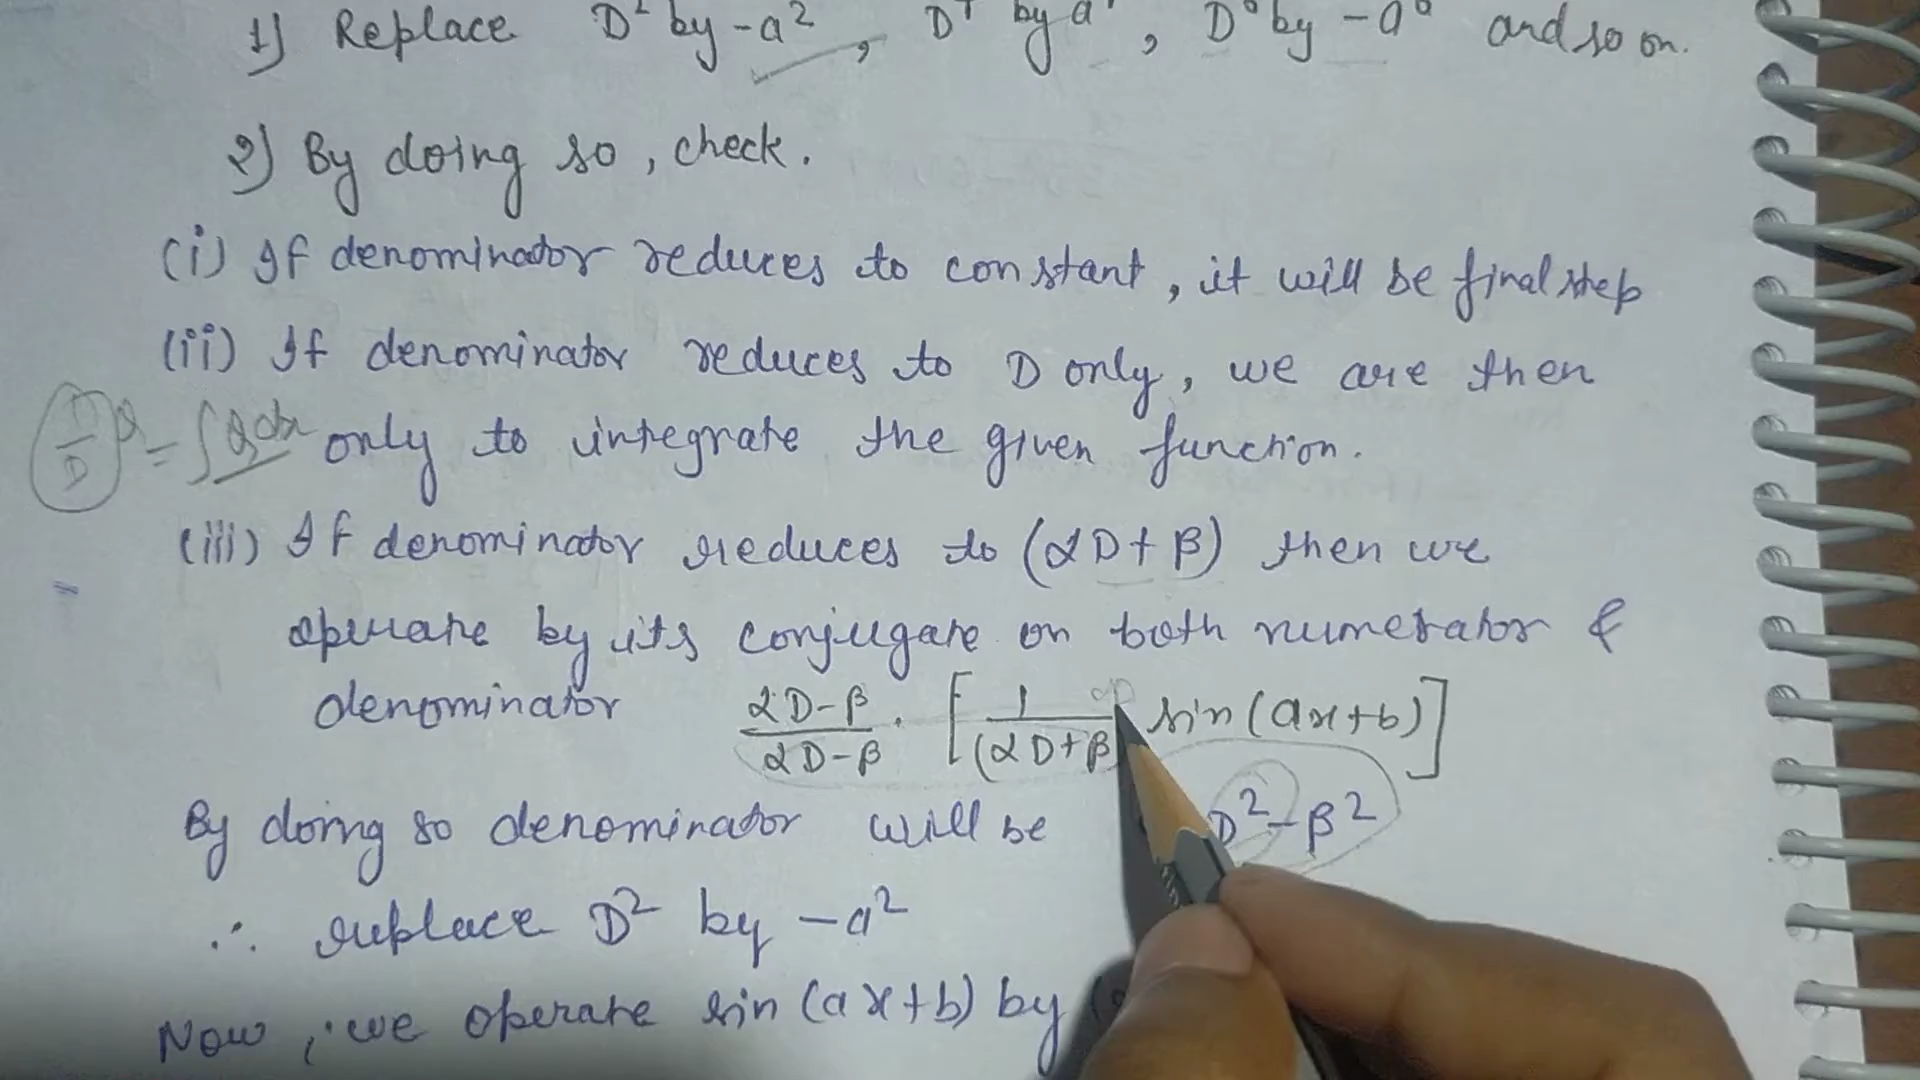 1) Replace D² by -a², D⁴ by a⁴, D⁶ by -a⁶ and so on.
2) By doing so, check.
(i) If denominator reduces to constant, it will be final step
(ii) If denominator reduces to D only, we are then
1/D Q = ∫Q dx only to integrate the given function.
(iii) If denominator reduces to (αD+β) then we
operate by its conjugate on both numerator &
denominator (αD-β)/(αD-β) . [1/(αD+β) sin(ax+b)]
By doing so denominator will be D²-β²
∴ replace D² by -a²
Now, we operate sin(ax+b) by